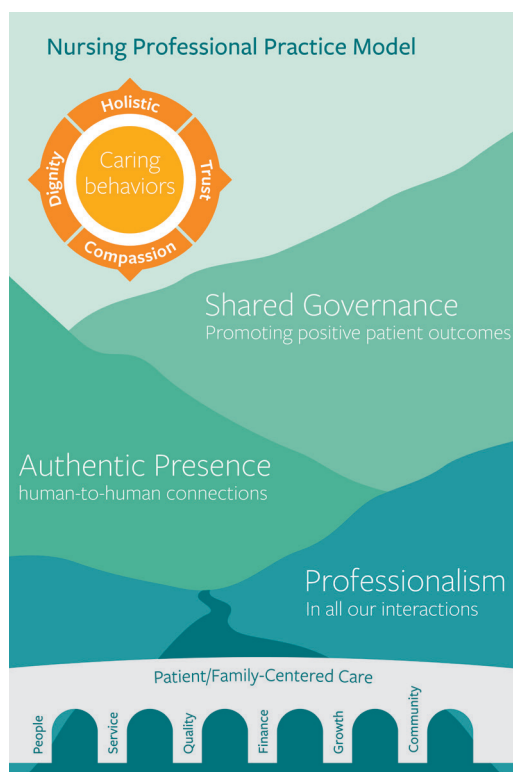 Nursing Professional Practice Model
Holistic
Dignity
Caring
behaviors
Trust
Compassion
Shared Governance
Promoting positive patient outcomes
Authentic Presence
human-to-human connections
Professionalism
In all our interactions
Patient/Family-Centered Care
People
Service
Quality
Finance
Growth
Community